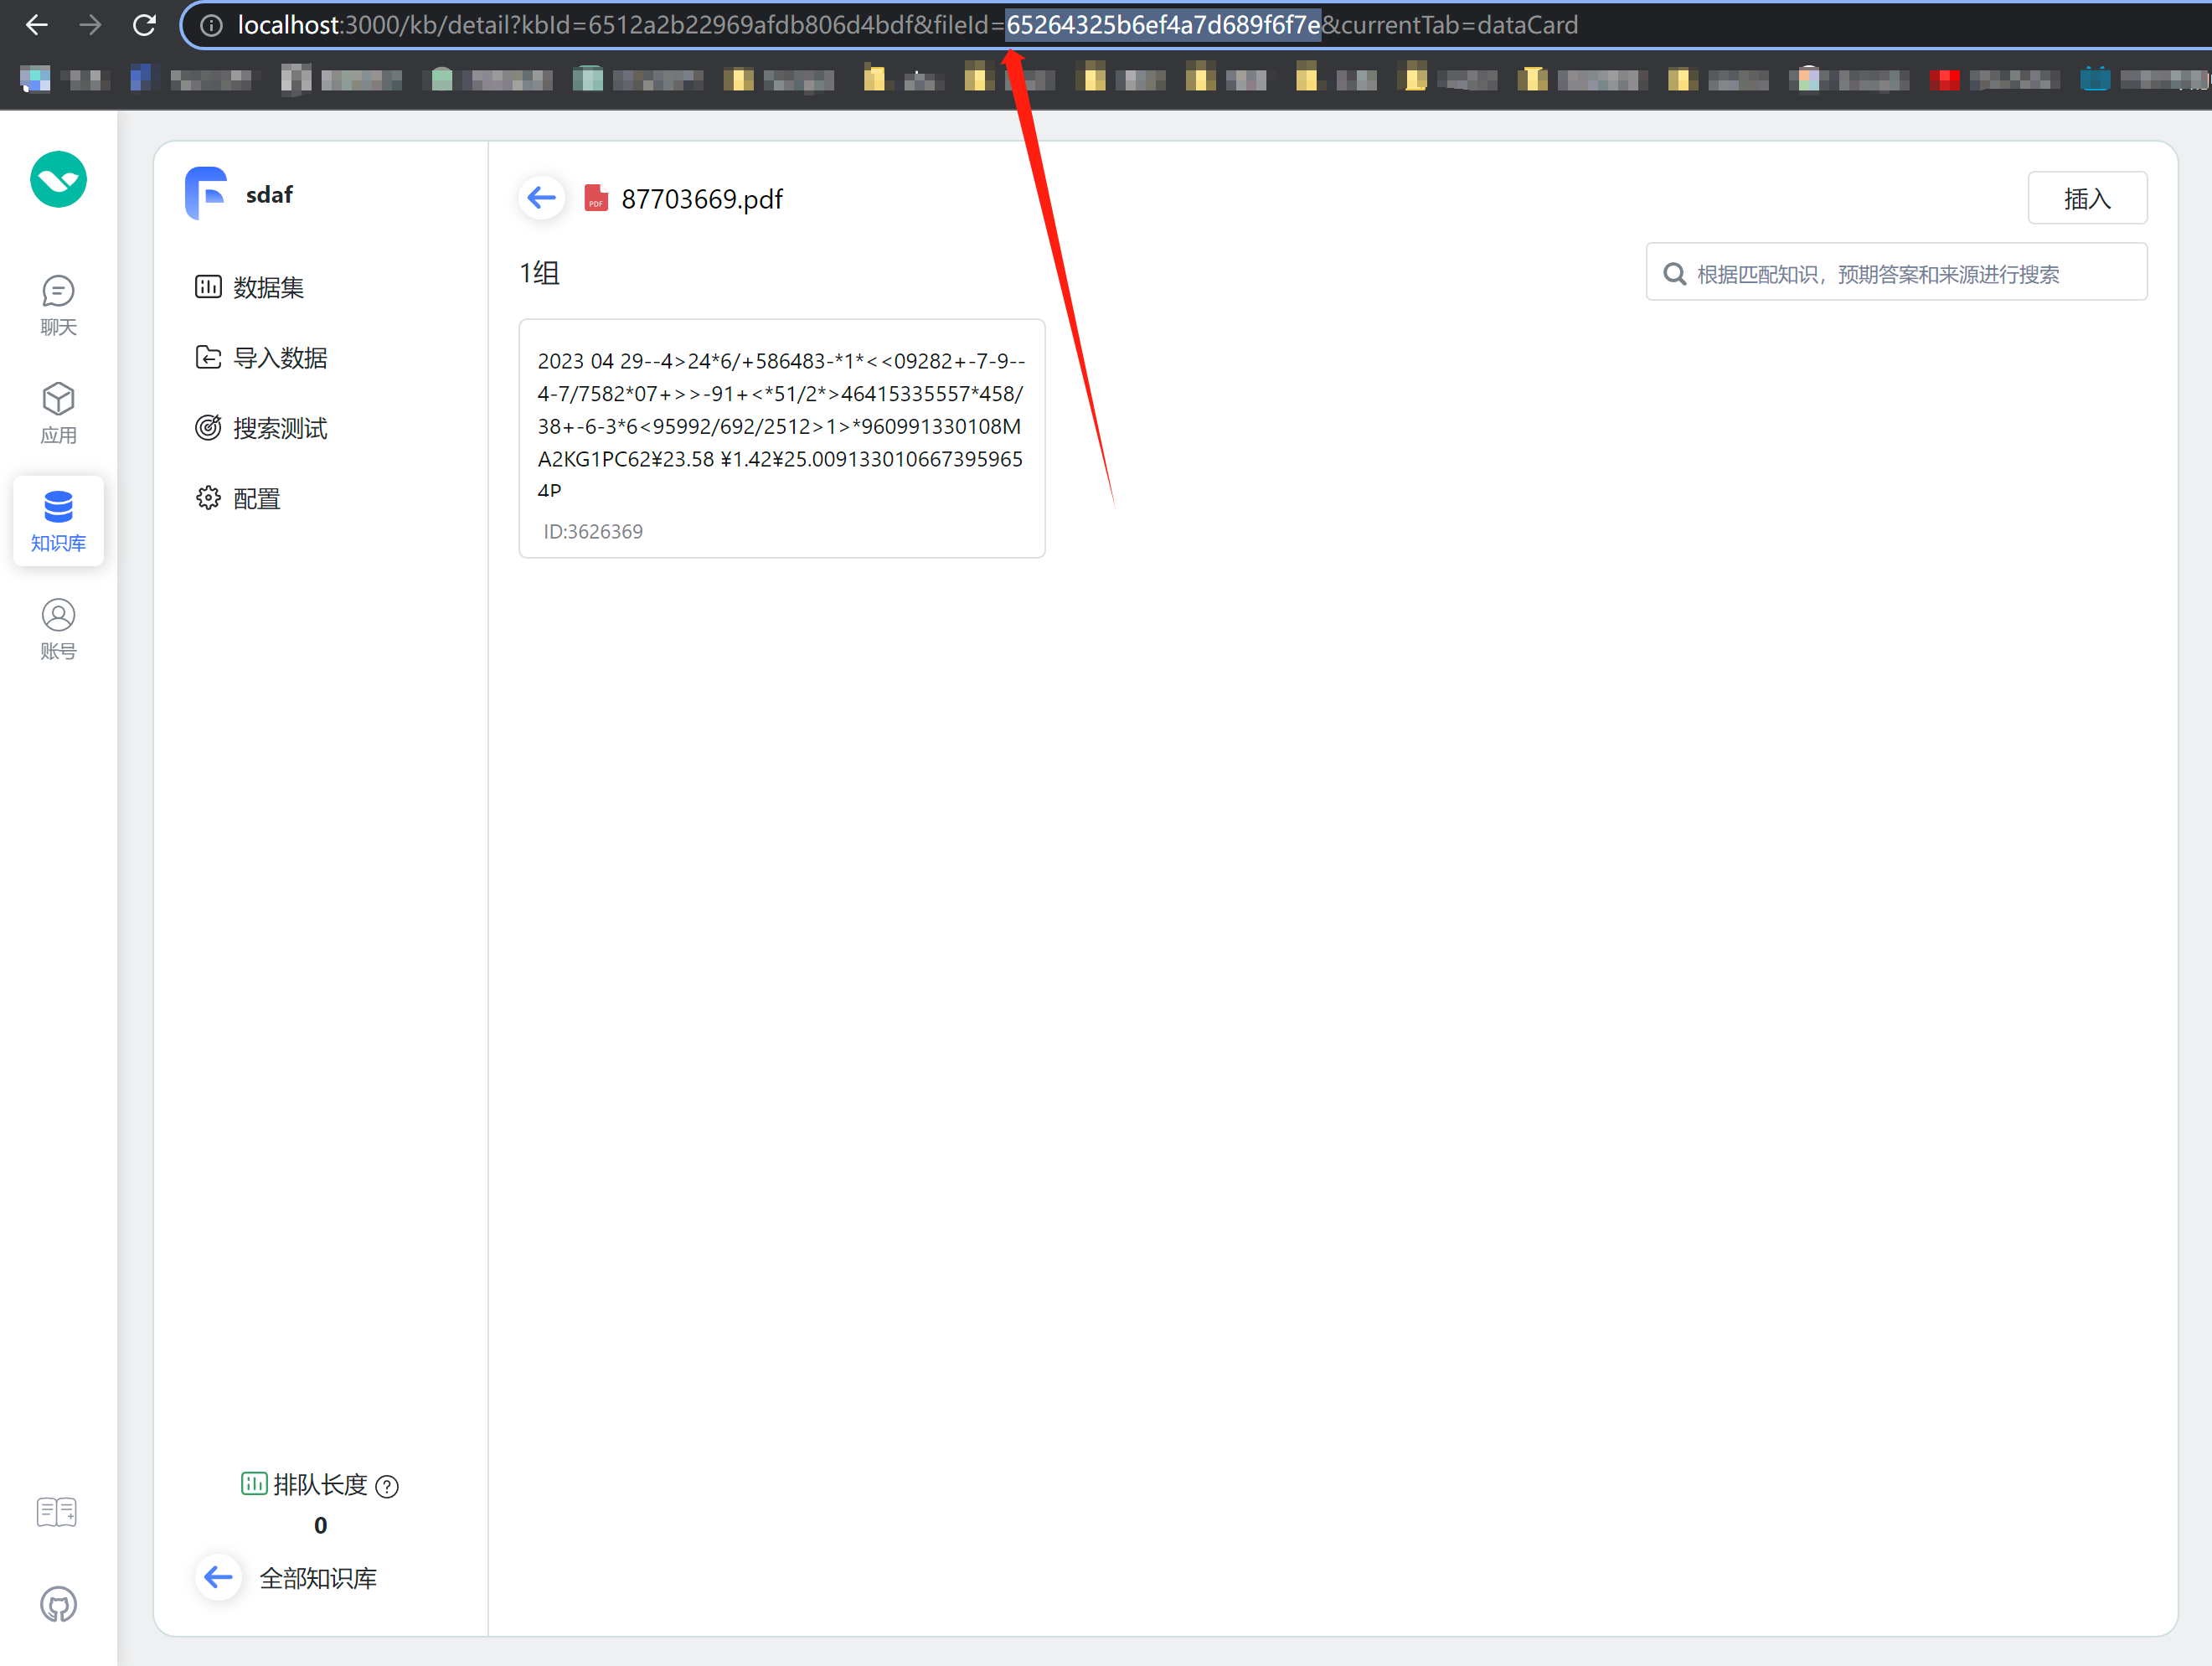 localhost:3000/kb/detail?kbId=6512a2b22969afdb806d4bdf&fileId=65264325b6ef4a7d689f6f7e&currentTab=dataCard
sdaf
数据集
导入数据
搜索测试
配置
聊天
应用
知识库
账号
PDF
87703669.pdf
插入
1组
根据匹配知识，预期答案和来源进行搜索
2023 04 29--4>24*6/+586483-*1*<<09282+-7-9--
4-7/7582*07+>>-91+<*51/2*>46415335557*458/
38+-6-3*6<95992/692/2512>1>*960991330108M
A2KG1PC62¥23.58 ¥1.42¥25.009133010667395965
4P
ID:3626369
排队长度
0
全部知识库